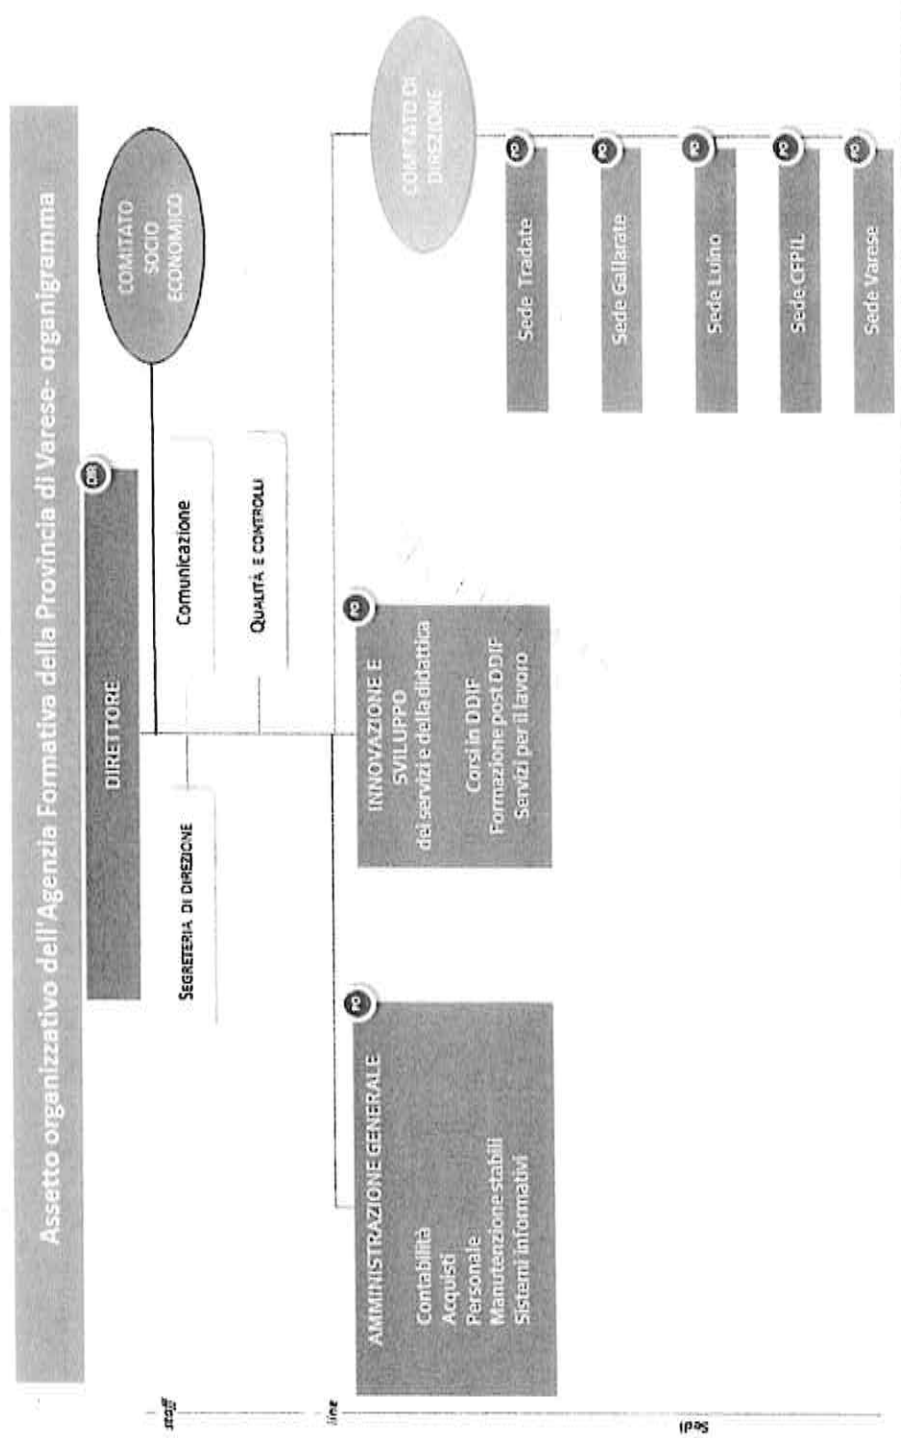 Assetto organizzativo dell'Agenzia Formativa della Provincia di Varese- organigramma
DIRETTORE
DIR
COMITATO
SOCIO
ECONOMICO
staff
SEGRETERIA DI DIREZIONE
Comunicazione
QUALITÀ E CONTROLLI
line
AMMINISTRAZIONE GENERALE
PO
Contabilità
Acquisti
Personale
Manutenzione stabili
Sistemi informativi
INNOVAZIONE E
SVILUPPO
dei servizi e della didattica
PO
Corsi in DDIF
Formazione post DDIF
Servizi per il lavoro
COMITATO DI
DIREZIONE
Sedi
Sede Tradate
PO
Sede Gallarate
PO
Sede Luino
PO
Sede CFPIL
PO
Sede Varese
PO